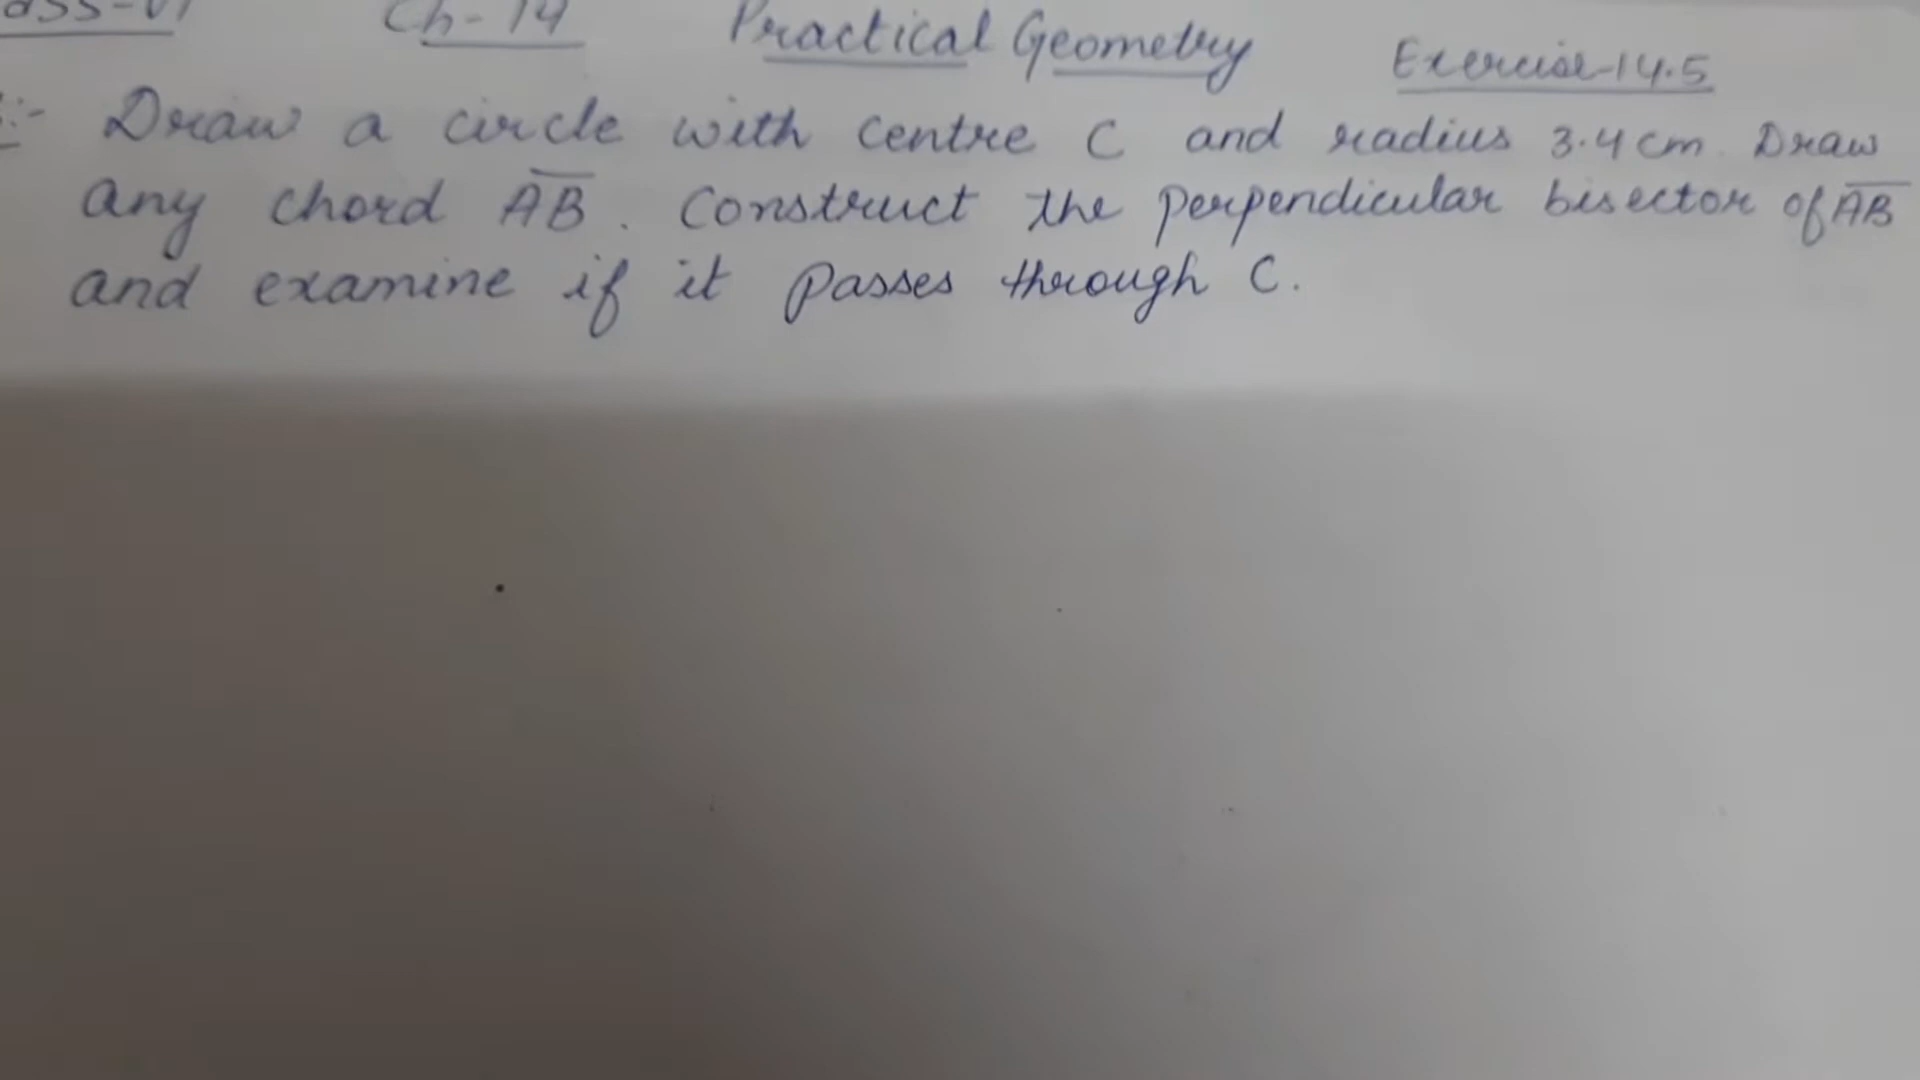 Ch-14 Practical Geometry Exercise-14.5
:- Draw a circle with centre C and radius 3.4 cm. Draw
any chord AB. Construct the perpendicular bisector of AB
and examine if it passes through C.